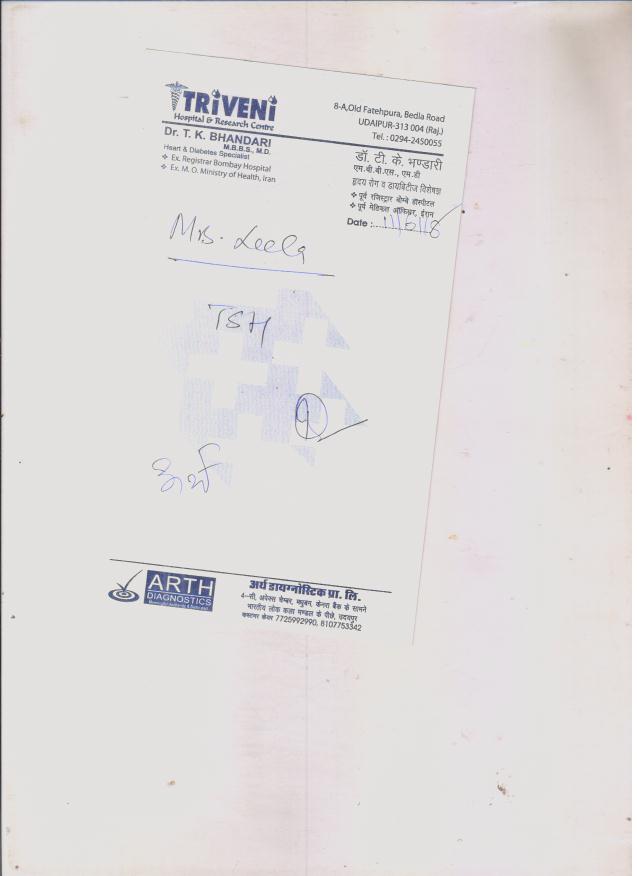 TRIVENI
Hospital & Research Centre
Dr. T. K. BHANDARI
M.B.B.S., M.D.
Heart & Diabetes Specialist
❖ Ex. Registrar Bombay Hospital
❖ Ex. M. O. Ministry of Health, Iran
8-A,Old Fatehpura, Bedla Road
UDAIPUR-313 004 (Raj.)
Tel. : 0294-2450055
डॉ. टी. के. भण्डारी
एम.बी.बी.एस., एम.डी
हृदय रोग व डायबिटीज विशेषज्ञ
❖ पूर्व रजिस्ट्रार बोम्बे हॉस्पीटल
❖ पूर्व मेडिकल ऑफिसर, ईरान
Date : 11/5/18
Mrs. Leela
TSH
अर्थ
ARTH
DIAGNOSTICS
अर्थ डायग्नोस्टिक प्रा. लि.
4-सी, अपेक्स चेम्बर, मधुबन, केनरा बैंक के सामने
भारतीय लोक कला मण्डल के पीछे, उदयपुर
कस्टमर केयर 7725992990, 8107753342